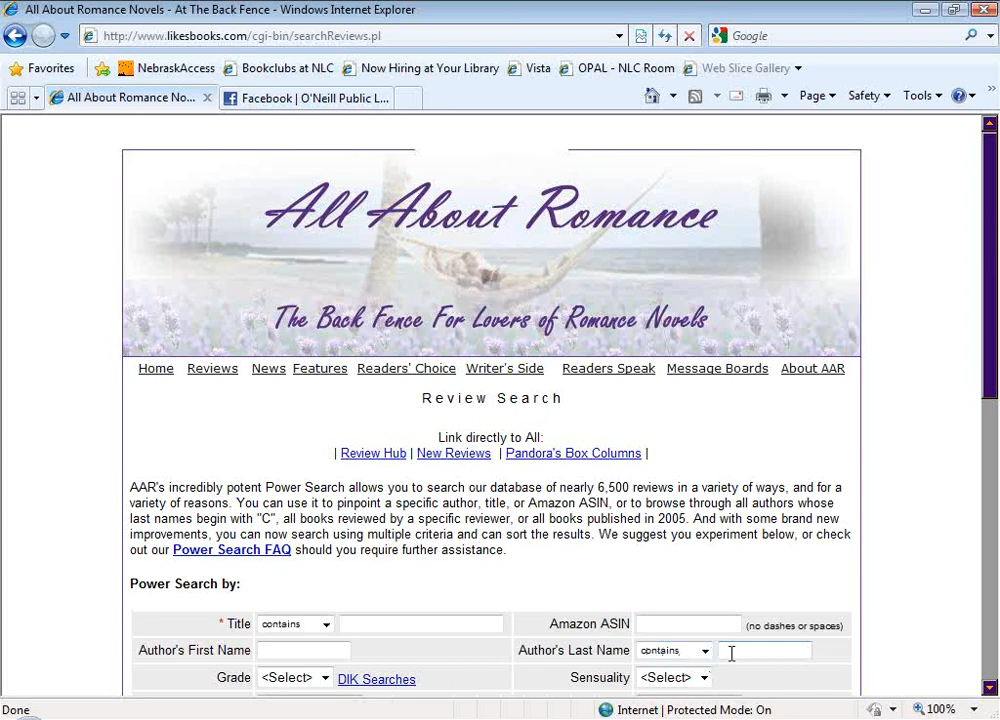 All About Romance Novels - At The Back Fence - Windows Internet Explorer
http://www.likesbooks.com/cgi-bin/searchReviews.pl
Google
Favorites NebraskAccess Bookclubs at NLC Now Hiring at Your Library Vista OPAL - NLC Room Web Slice Gallery
All About Romance No... Facebook | O'Neill Public L... Page Safety Tools »
All About Romance
The Back Fence For Lovers of Romance Novels
Home Reviews News Features Readers' Choice Writer's Side Readers Speak Message Boards About AAR
Review Search
Link directly to All:
| Review Hub | New Reviews | Pandora's Box Columns |
AAR's incredibly potent Power Search allows you to search our database of nearly 6,500 reviews in a variety of ways, and for a
variety of reasons. You can use it to pinpoint a specific author, title, or Amazon ASIN, or to browse through all authors whose
last names begin with "C", all books reviewed by a specific reviewer, or all books published in 2005. And with some brand new
improvements, you can now search using multiple criteria and can sort the results. We suggest you experiment below, or check
out our Power Search FAQ should you require further assistance.
Power Search by:
* Title contains Amazon ASIN (no dashes or spaces)
Author's First Name Author's Last Name contains
Grade <Select> DIK Searches Sensuality <Select>
Done Internet | Protected Mode: On 100%